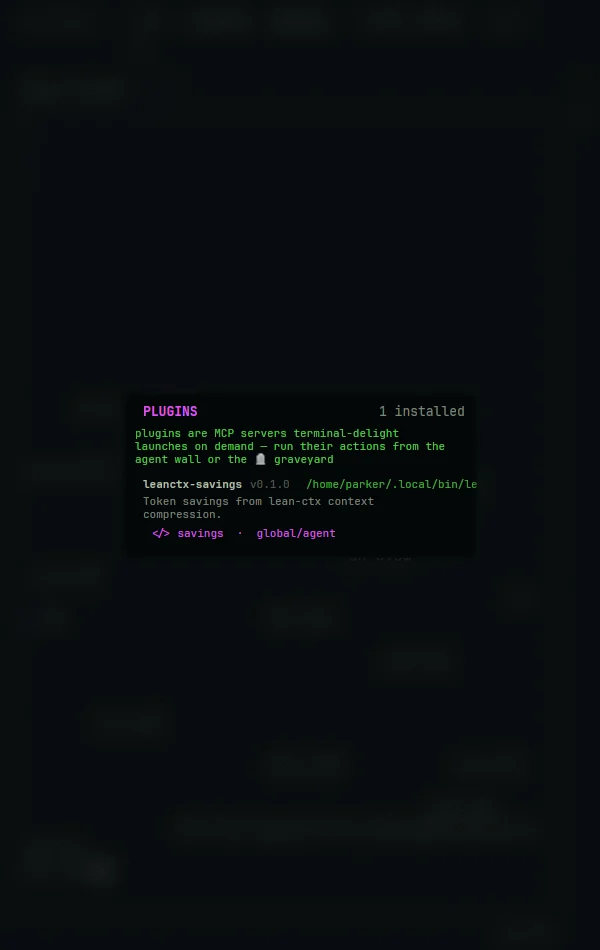 PLUGINS 1 installed
plugins are MCP servers terminal-delight
launches on demand — run their actions from the
agent wall or the 🪦 graveyard
leanctx-savings v0.1.0 /home/parker/.local/bin/le
Token savings from lean-ctx context
compression.
</> savings · global/agent